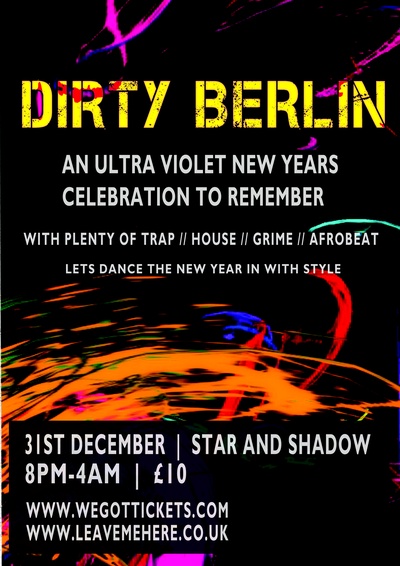 DIRTY BERLIN
AN ULTRA VIOLET NEW YEARS
CELEBRATION TO REMEMBER
WITH PLENTY OF TRAP // HOUSE // GRIME // AFROBEAT
LETS DANCE THE NEW YEAR IN WITH STYLE
31ST DECEMBER | STAR AND SHADOW
8PM-4AM | £10
WWW.WEGOTTICKETS.COM
WWW.LEAVEMEHERE.CO.UK